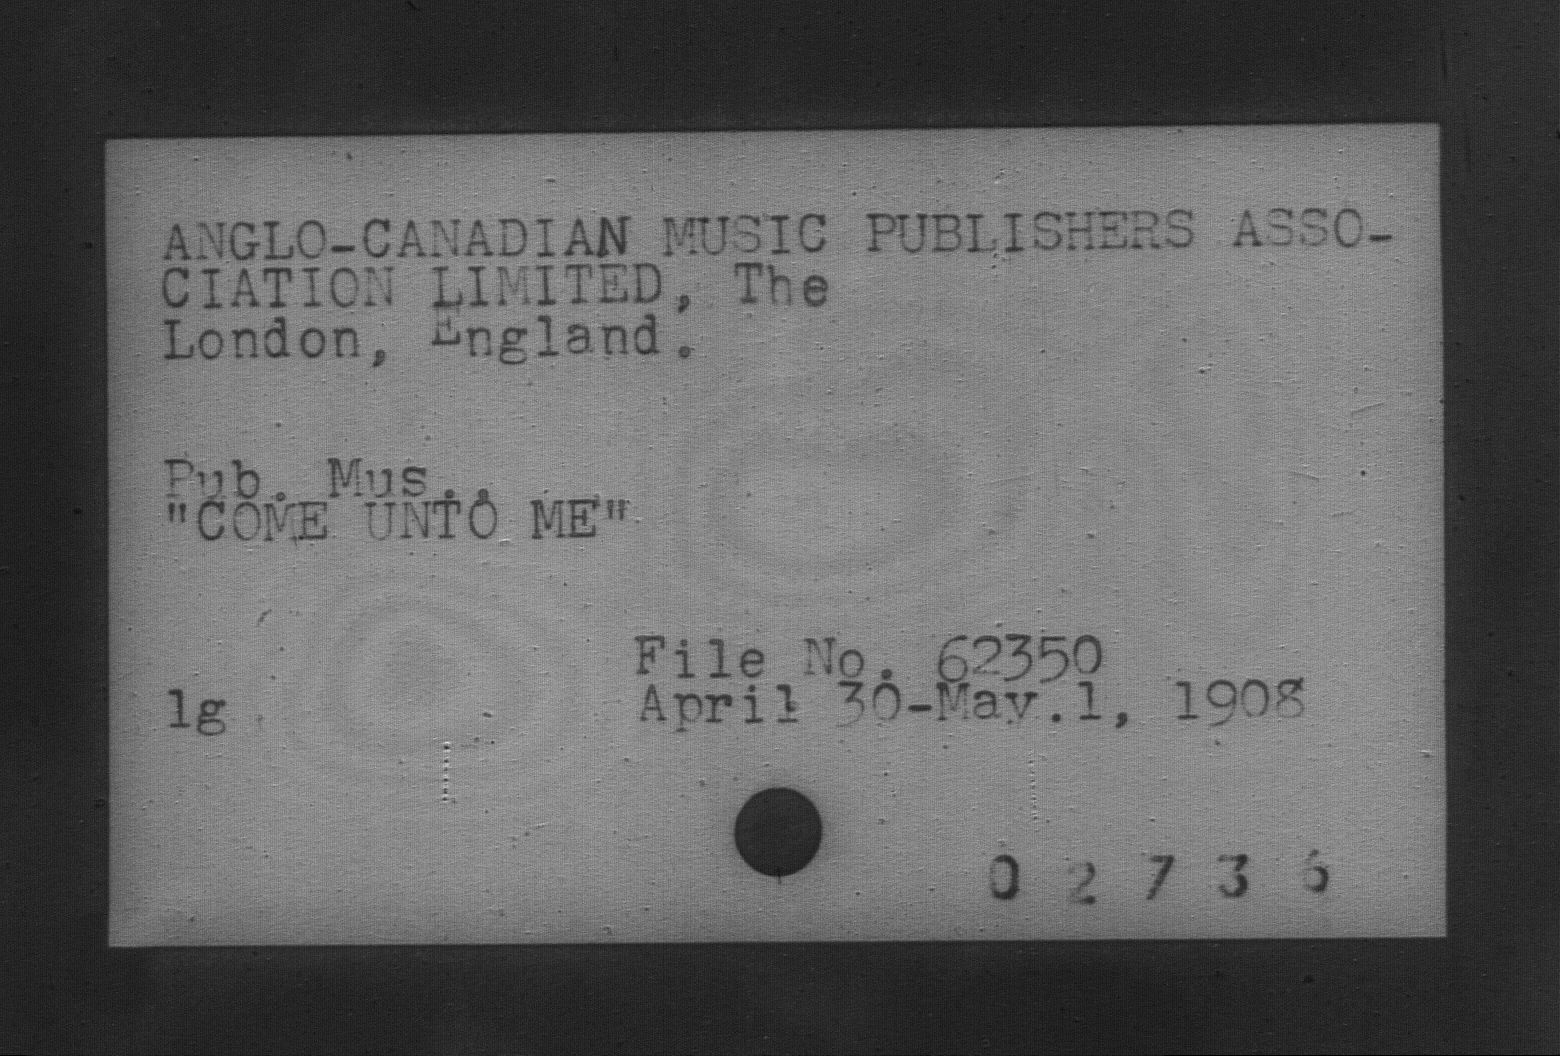 ANGLO-CANADIAN MUSIC PUBLISHERS ASSO-
CIATION LIMITED, The
London, England.
Pub. Mus..
"COME UNTO ME"
File No. 62350
lg April 30-May.1, 1908
0 2 7 3 6